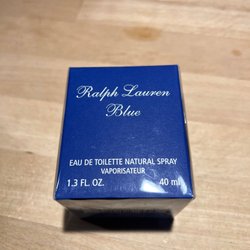 Ralph Lauren
Blue
EAU DE TOILETTE NATURAL SPRAY
VAPORISATEUR
1.3 FL. OZ. 40 ml